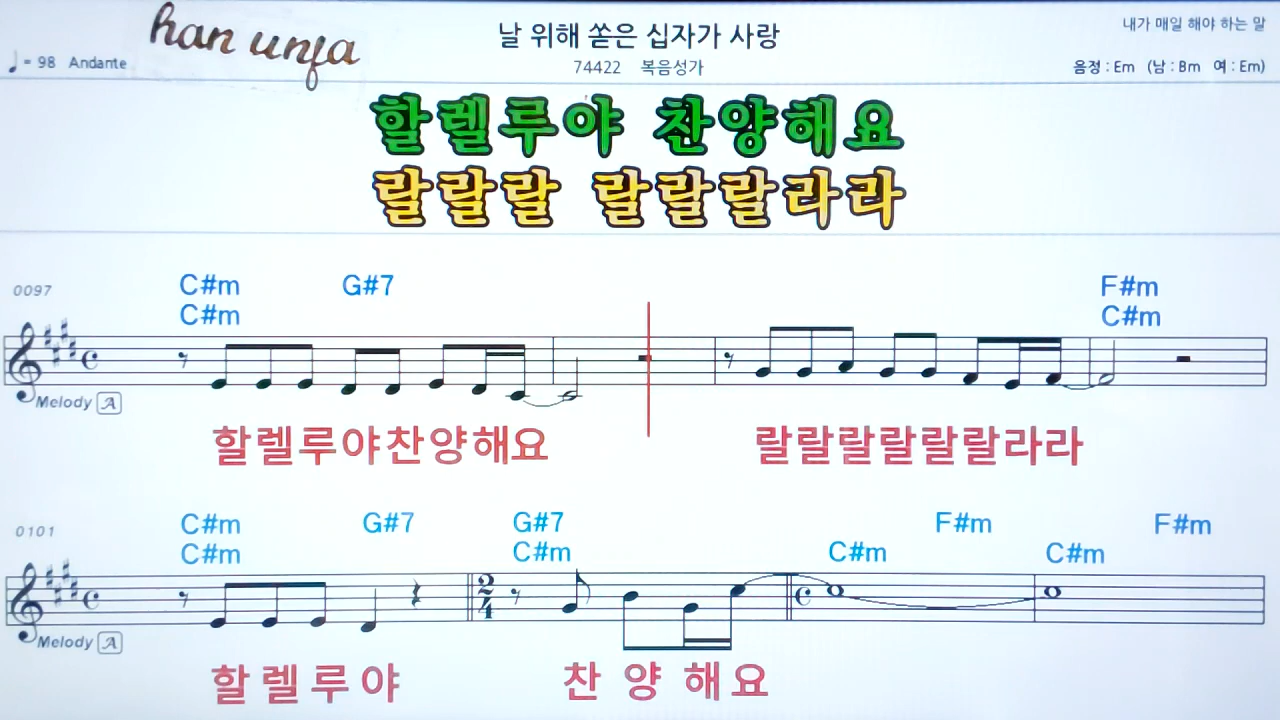 han unja
날 위해 쏟은 십자가 사랑
내가 매일 해야 하는 말
♩= 98 Andante
74422 복음성가
음정 : Em (남 : Bm 여 : Em)
할렐루야 찬양해요
랄랄랄 랄랄랄라라
0097
C#m G#7 F#m
C#m C#m
Melody A
할렐루야찬양해요 랄랄랄랄랄랄라라
0101
C#m G#7 G#7 F#m F#m
C#m C#m C#m C#m
2/4
Melody A
할렐루야 찬양해요